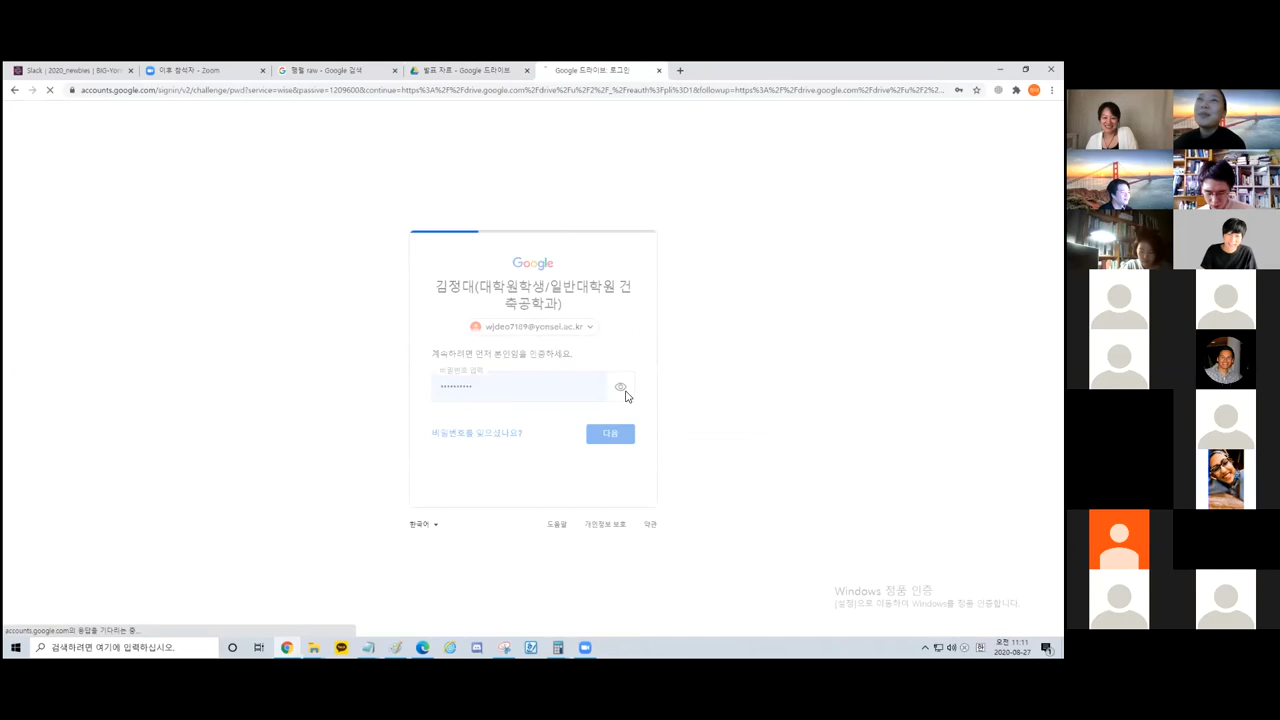 Slack | 2020_newbies | BIG-Yon
이후 참석자 - Zoom
펠릿 raw - Google 검색
발표 자료 - Google 드라이브
Google 드라이브: 로그인
accounts.google.com/signin/v2/challenge/pwd?service=wise&passive=1209600&continue=https%3A%2F%2Fdrive.google.com%2Fdrive%2Fu%2F2%2F_%2Freauth%3Fpli%3D1&followup=https%3A%2F%2Fdrive.google.com%2Fdrive%2Fu%2F2%2...
Google
김정대(대학원학생/일반대학원 건
축공학과)
wjdeo7189@yonsei.ac.kr
계속하려면 먼저 본인임을 인증하세요.
비밀번호 입력
••••••••••
비밀번호를 잊으셨나요?
다음
한국어
도움말
개인정보 보호
약관
Windows 정품 인증
[설정]으로 이동하여 Windows를 정품 인증합니다.
accounts.google.com의 응답을 기다리는 중...
검색하려면 여기에 입력하십시오.
오전 11:11
2020-08-27